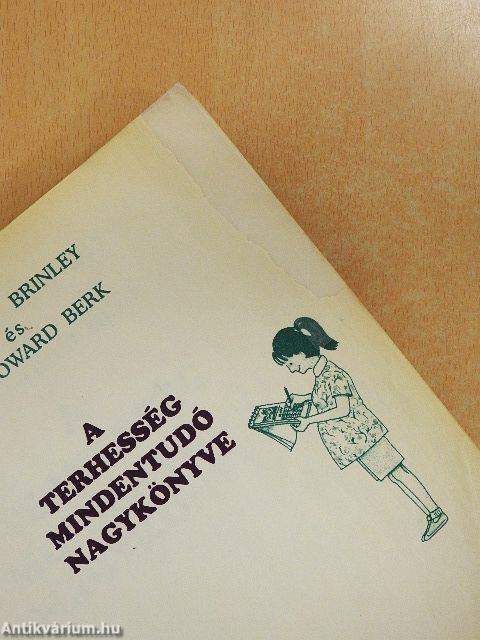 BRINLEY
és
OWARD BERK
A
TERHESSÉG
MINDENTUDÓ
NAGYKÖNYVE
Antikvárium.hu